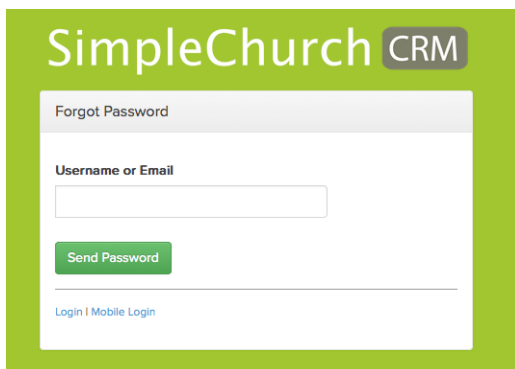 SimpleChurch CRM
Forgot Password
Username or Email
Send Password
Login | Mobile Login